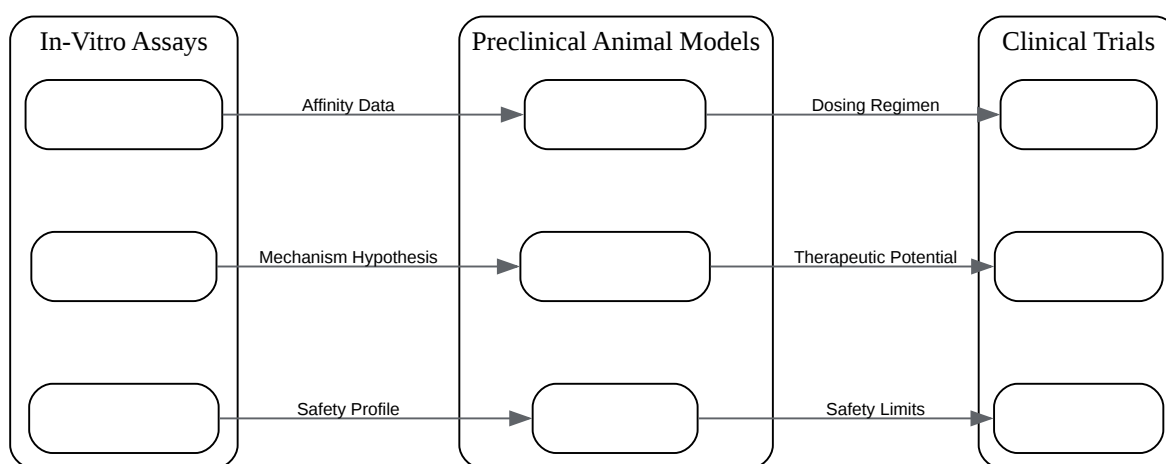 In-Vitro Assays
Preclinical Animal Models
Clinical Trials
Affinity Data
Dosing Regimen
Mechanism Hypothesis
Therapeutic Potential
Safety Profile
Safety Limits